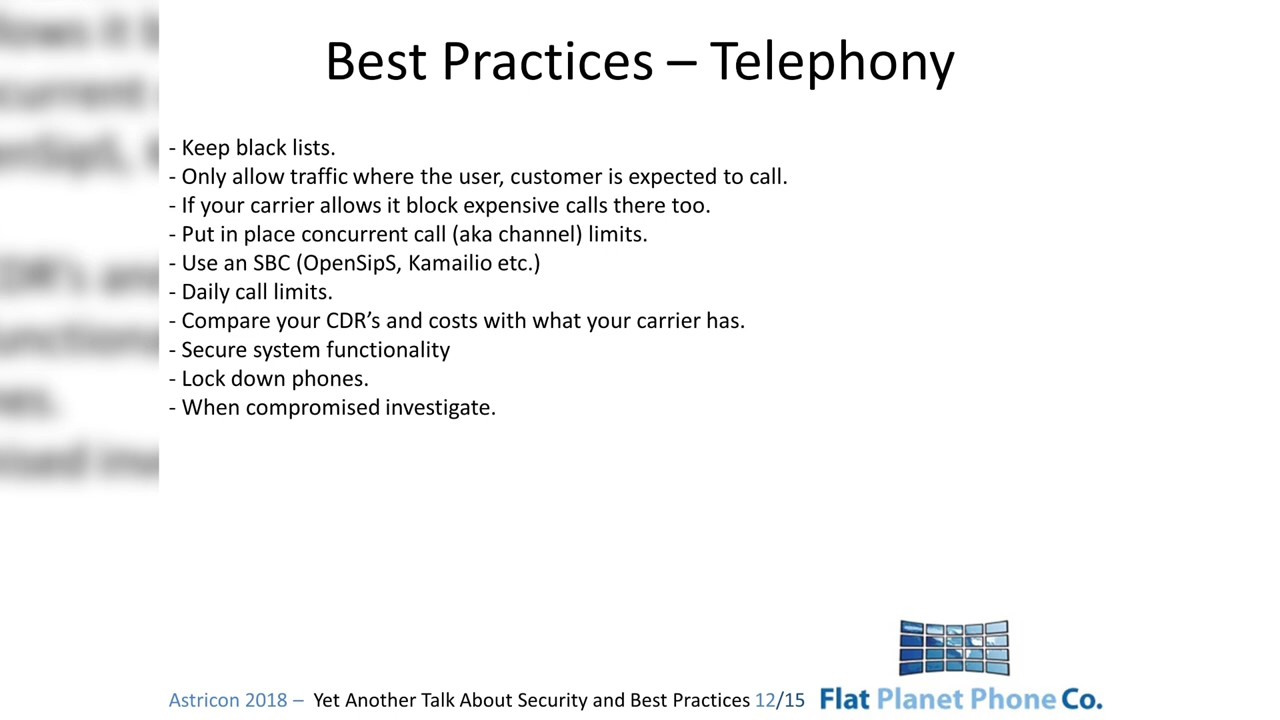 Best Practices – Telephony
- Keep black lists.
- Only allow traffic where the user, customer is expected to call.
- If your carrier allows it block expensive calls there too.
- Put in place concurrent call (aka channel) limits.
- Use an SBC (OpenSipS, Kamailio etc.)
- Daily call limits.
- Compare your CDR’s and costs with what your carrier has.
- Secure system functionality
- Lock down phones.
- When compromised investigate.
Astricon 2018 – Yet Another Talk About Security and Best Practices 12/15
Flat Planet Phone Co.